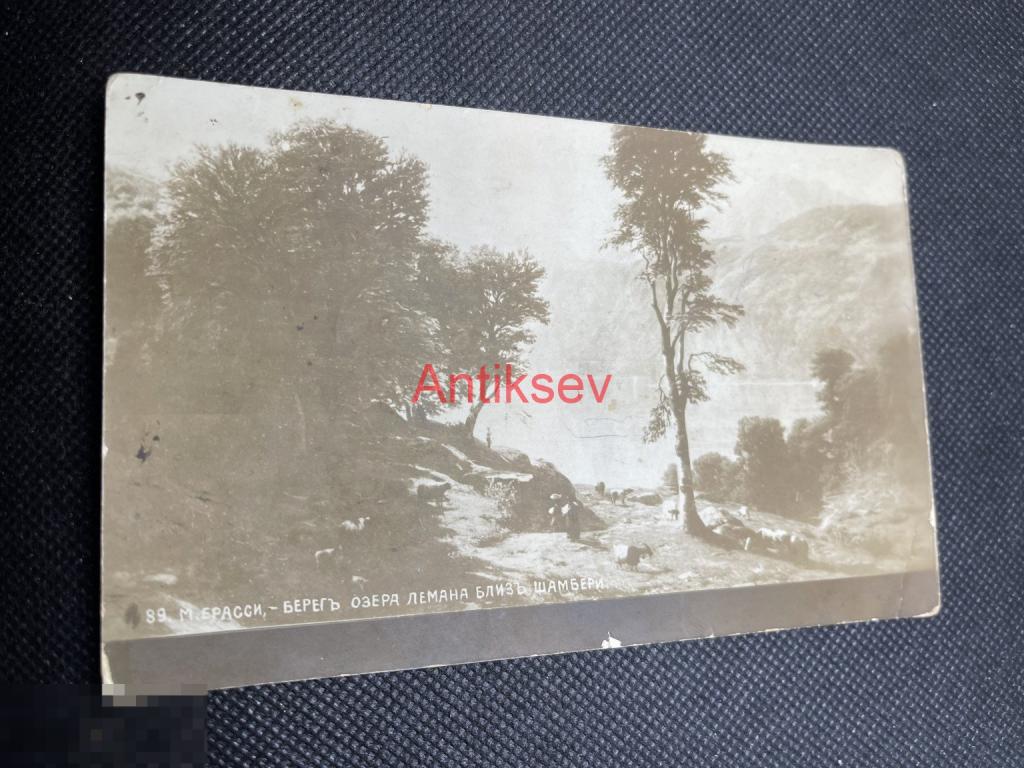 Antiksev
89. М. ЕРАССИ, - БЕРЕГЪ ОЗЕРА ЛЕМАНА БЛИЗЪ ШАМБЕРИ.